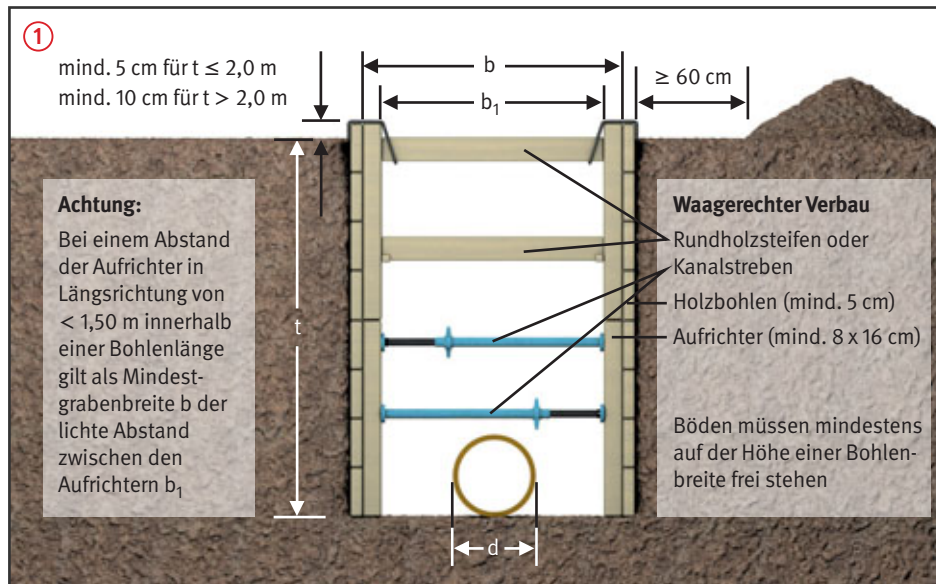 1
mind. 5 cm für t ≤ 2,0 m
mind. 10 cm für t > 2,0 m
b
b₁
≥ 60 cm
t
Achtung:
Bei einem Abstand
der Aufrichter in
Längsrichtung von
< 1,50 m innerhalb
einer Bohlenlänge
gilt als Mindest-
grabenbreite b der
lichte Abstand
zwischen den
Aufrichtern b₁
Waagerechter Verbau
Rundholzsteifen oder
Kanalstreben
Holzbohlen (mind. 5 cm)
Aufrichter (mind. 8 x 16 cm)
Böden müssen mindestens
auf der Höhe einer Bohlen-
breite frei stehen
d